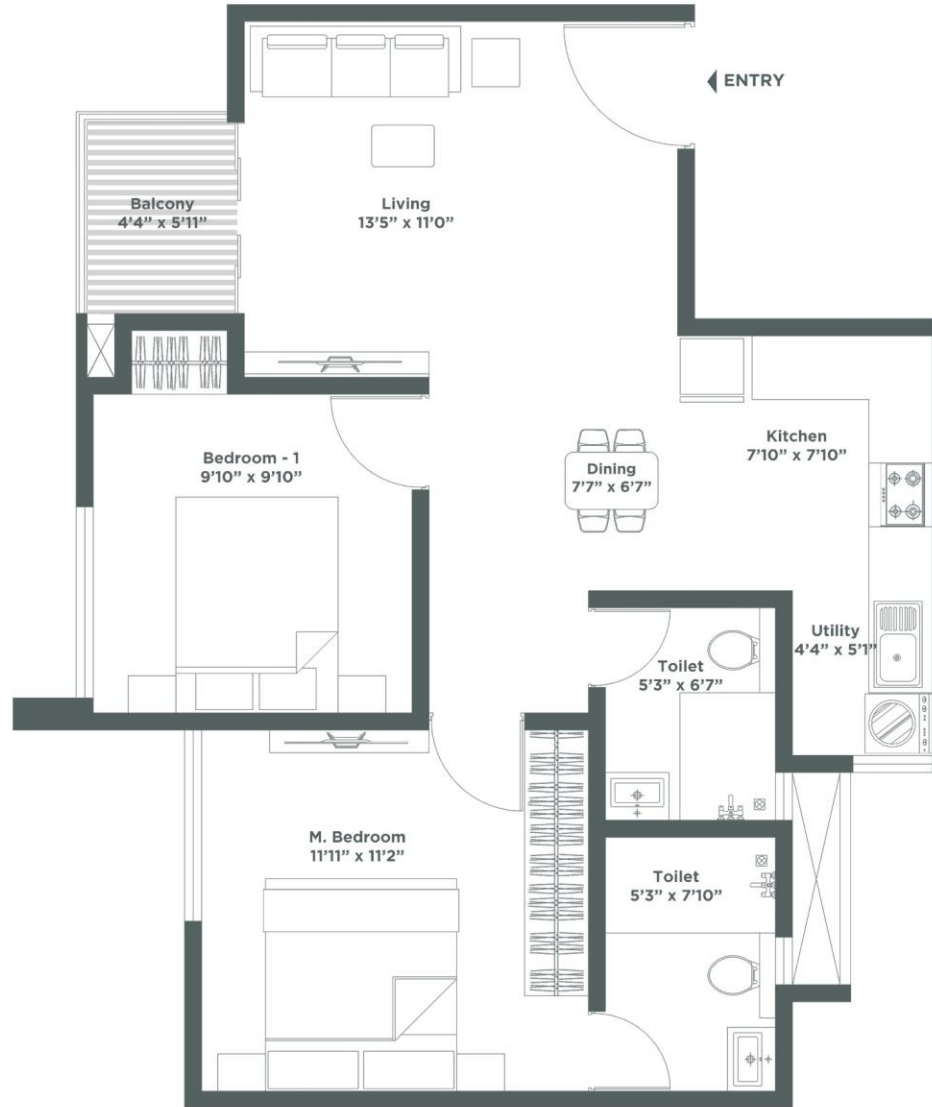 ENTRY
Balcony
4’4” x 5’11”
Living
13’5” x 11’0”
Bedroom - 1
9’10” x 9’10”
Dining
7’7” x 6’7”
Kitchen
7’10” x 7’10”
Utility
4’4” x 5’1”
Toilet
5’3” x 6’7”
M. Bedroom
11’11” x 11’2”
Toilet
5’3” x 7’10”